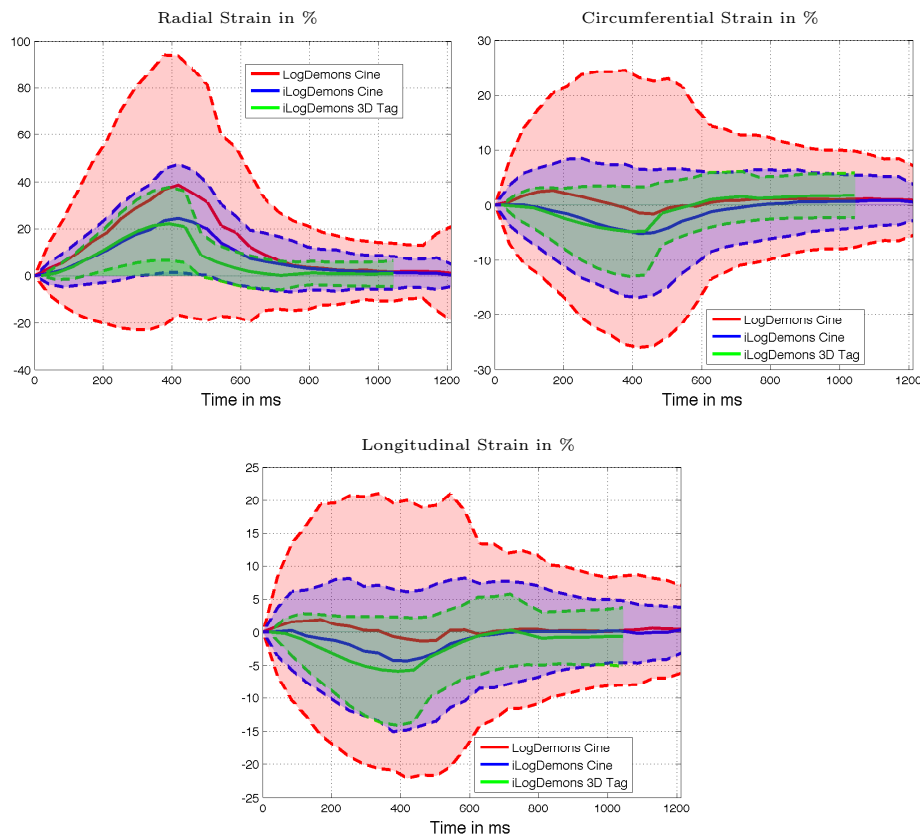 Radial Strain in %
100
80
60
40
20
0
-20
-40
0 200 400 600 800 1000 1200
Time in ms
LogDemons Cine
iLogDemons Cine
iLogDemons 3D Tag
Circumferential Strain in %
30
20
10
0
-10
-20
-30
0 200 400 600 800 1000 1200
Time in ms
LogDemons Cine
iLogDemons Cine
iLogDemons 3D Tag
Longitudinal Strain in %
25
20
15
10
5
0
-5
-10
-15
-20
-25
0 200 400 600 800 1000 1200
Time in ms
LogDemons Cine
iLogDemons Cine
iLogDemons 3D Tag